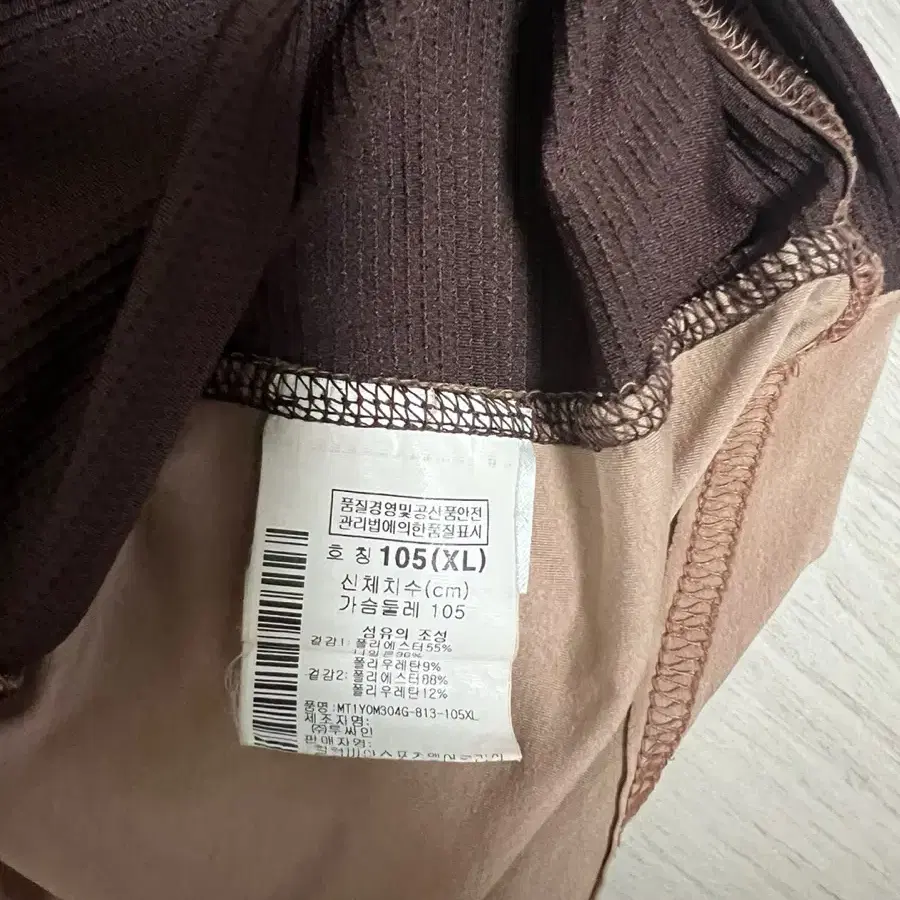 품질경영및공산품안전
관리법에의한품질표시
호 칭 105(XL)
신체치수(cm)
가슴둘레 105
섬유의 조성
겉감1: 폴리에스터55%
폴리우레탄9%
겉감2: 폴리에스터88%
폴리우레탄12%
품명:MT1Y0M304G-813-105XL
제조자명:
㈜투싸인
판매자명: